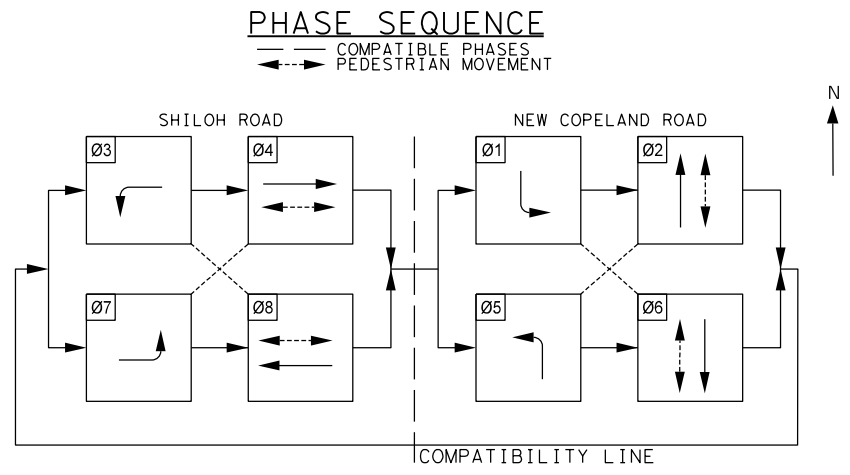 PHASE SEQUENCE
COMPATIBLE PHASES
PEDESTRIAN MOVEMENT
N
SHILOH ROAD
NEW COPELAND ROAD
Ø3
Ø4
Ø1
Ø2
Ø7
Ø8
Ø5
Ø6
COMPATIBILITY LINE